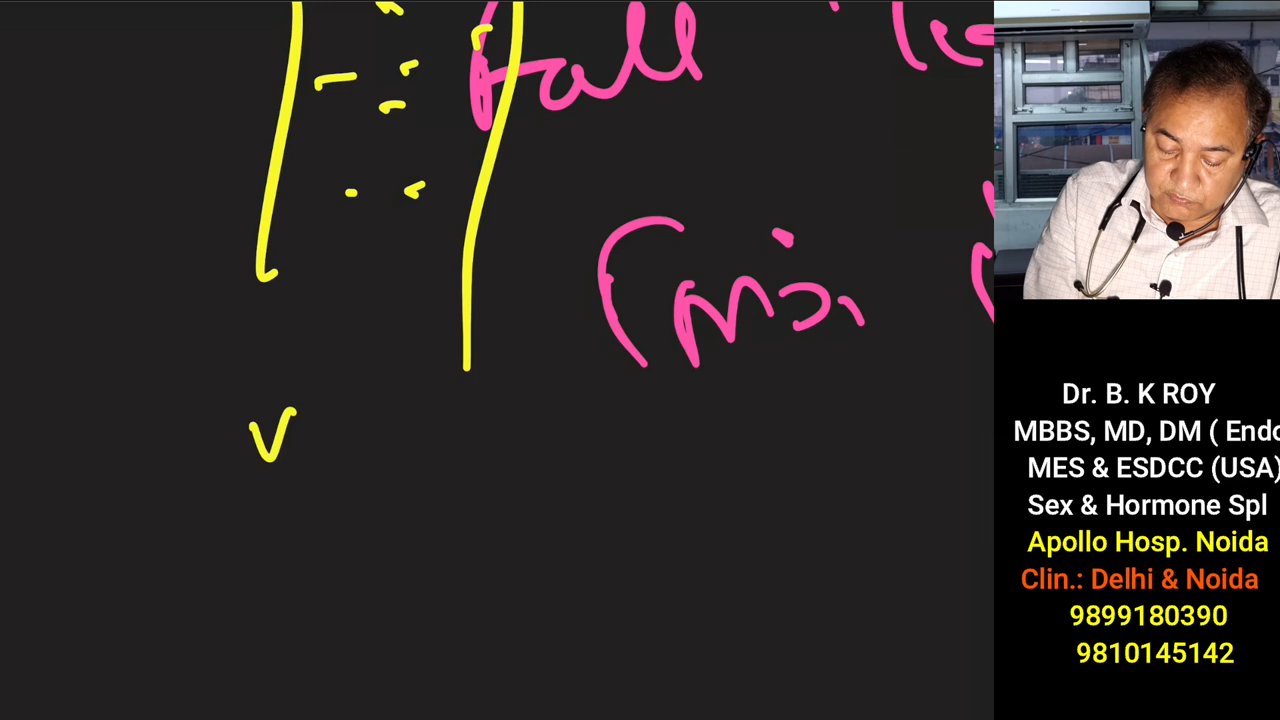 fall
v
Dr. B. K ROY
MBBS, MD, DM ( Endo
MES & ESDCC (USA)
Sex & Hormone Spl
Apollo Hosp. Noida
Clin.: Delhi & Noida
9899180390
9810145142